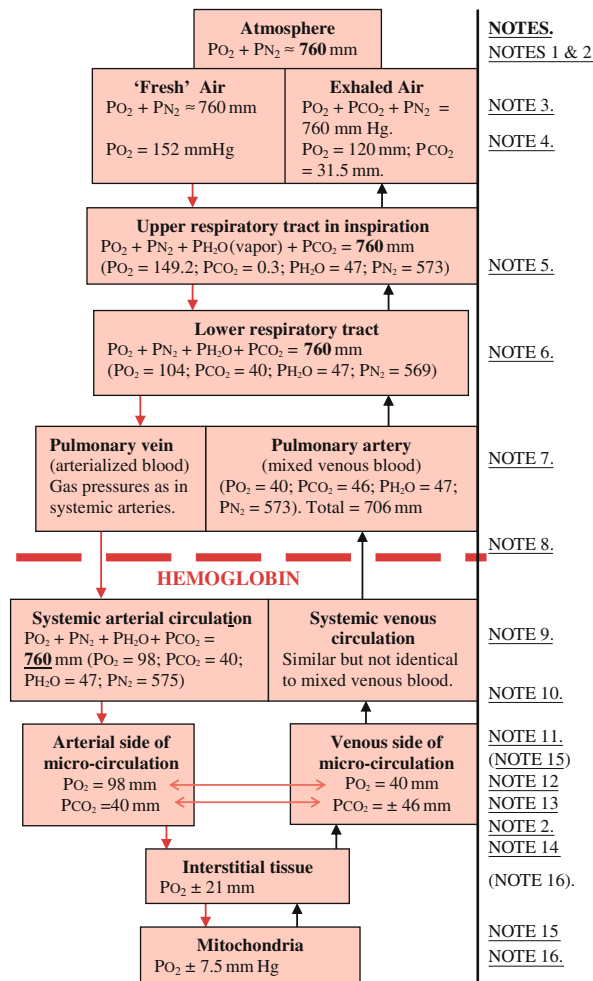 Atmosphere
PO₂ + PN₂ ≈ 760 mm
NOTES.
NOTES 1 & 2
‘Fresh’ Air
PO₂ + PN₂ ≈ 760 mm
PO₂ = 152 mmHg
Exhaled Air
PO₂ + PCO₂ + PN₂ =
760 mm Hg.
PO₂ = 120 mm; PCO₂
= 31.5 mm.
NOTE 3.
NOTE 4.
Upper respiratory tract in inspiration
PO₂ + PN₂ + PH₂O (vapor) + PCO₂ = 760 mm
(PO₂ = 149.2; PCO₂ = 0.3; PH₂O = 47; PN₂ = 573)
NOTE 5.
Lower respiratory tract
PO₂ + PN₂ + PH₂O + PCO₂ = 760 mm
(PO₂ = 104; PCO₂ = 40; PH₂O = 47; PN₂ = 569)
NOTE 6.
Pulmonary vein
(arterialized blood)
Gas pressures as in
systemic arteries.
Pulmonary artery
(mixed venous blood)
(PO₂ = 40; PCO₂ = 46; PH₂O = 47;
PN₂ = 573). Total = 706 mm
NOTE 7.
NOTE 8.
HEMOGLOBIN
Systemic arterial circulation
PO₂ + PN₂ + PH₂O + PCO₂ =
760 mm (PO₂ = 98; PCO₂ = 40;
PH₂O = 47; PN₂ = 575)
Systemic venous
circulation
Similar but not identical
to mixed venous blood.
NOTE 9.
NOTE 10.
Arterial side of
micro-circulation
PO₂ = 98 mm
PCO₂ =40 mm
Venous side of
micro-circulation
PO₂ = 40 mm
PCO₂ = ± 46 mm
NOTE 11.
(NOTE 15)
NOTE 12
NOTE 13
NOTE 2.
NOTE 14
Interstitial tissue
PO₂ ± 21 mm
(NOTE 16).
Mitochondria
PO₂ ± 7.5 mm Hg
NOTE 15
NOTE 16.